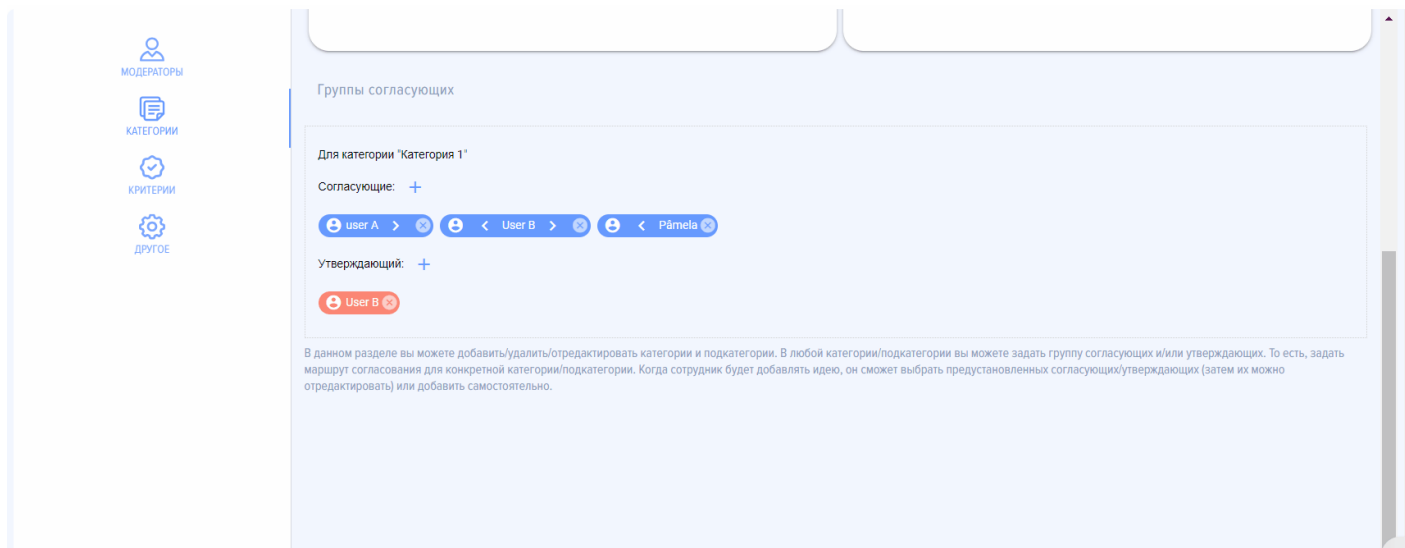 МОДЕРАТОРЫ
КАТЕГОРИИ
КРИТЕРИИ
ДРУГОЕ
Группы согласующих
Для категории "Категория 1"
Согласующие: +
user A > < User B > < Pâmela
Утверждающий: +
User B
В данном разделе вы можете добавить/удалить/отредактировать категории и подкатегории. В любой категории/подкатегории вы можете задать группу согласующих и/или утверждающих. То есть, задать
маршрут согласования для конкретной категории/подкатегории. Когда сотрудник будет добавлять идею, он сможет выбрать предустановленных согласующих/утверждающих (затем их можно
отредактировать) или добавить самостоятельно.